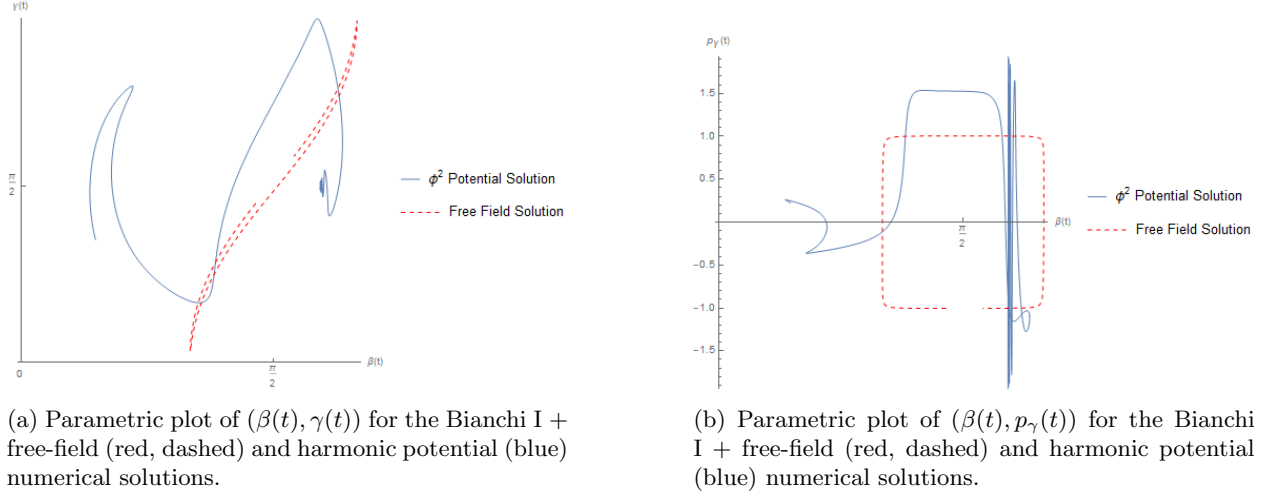 γ(t)
π
2
0
π
2
β(t)
ϕ² Potential Solution
Free Field Solution
p_γ(t)
1.5
1.0
0.5
-0.5
-1.0
-1.5
π
2
β(t)
ϕ² Potential Solution
Free Field Solution
(a) Parametric plot of (β(t), γ(t)) for the Bianchi I +
free-field (red, dashed) and harmonic potential (blue)
numerical solutions.
(b) Parametric plot of (β(t), p_γ(t)) for the Bianchi
I + free-field (red, dashed) and harmonic potential
(blue) numerical solutions.